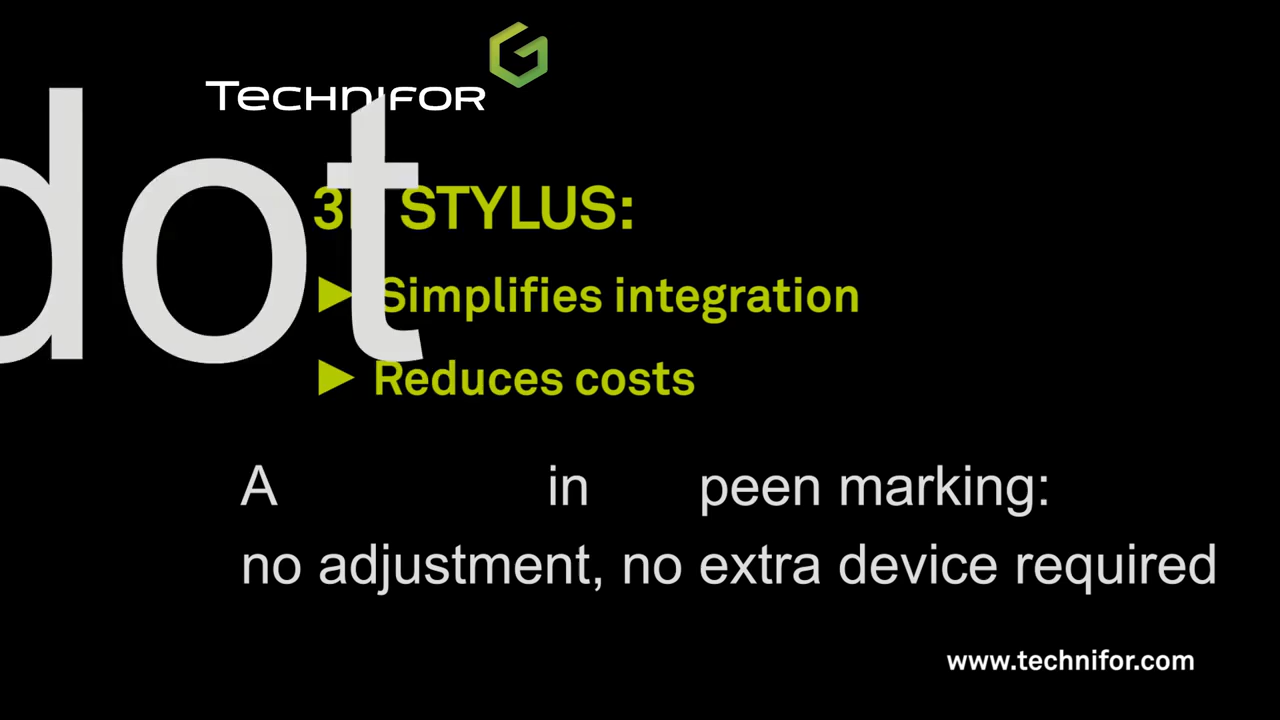 TECHNIFOR
dot
STYLUS:
► Simplifies integration
► Reduces costs
A in peen marking:
no adjustment, no extra device required
www.technifor.com